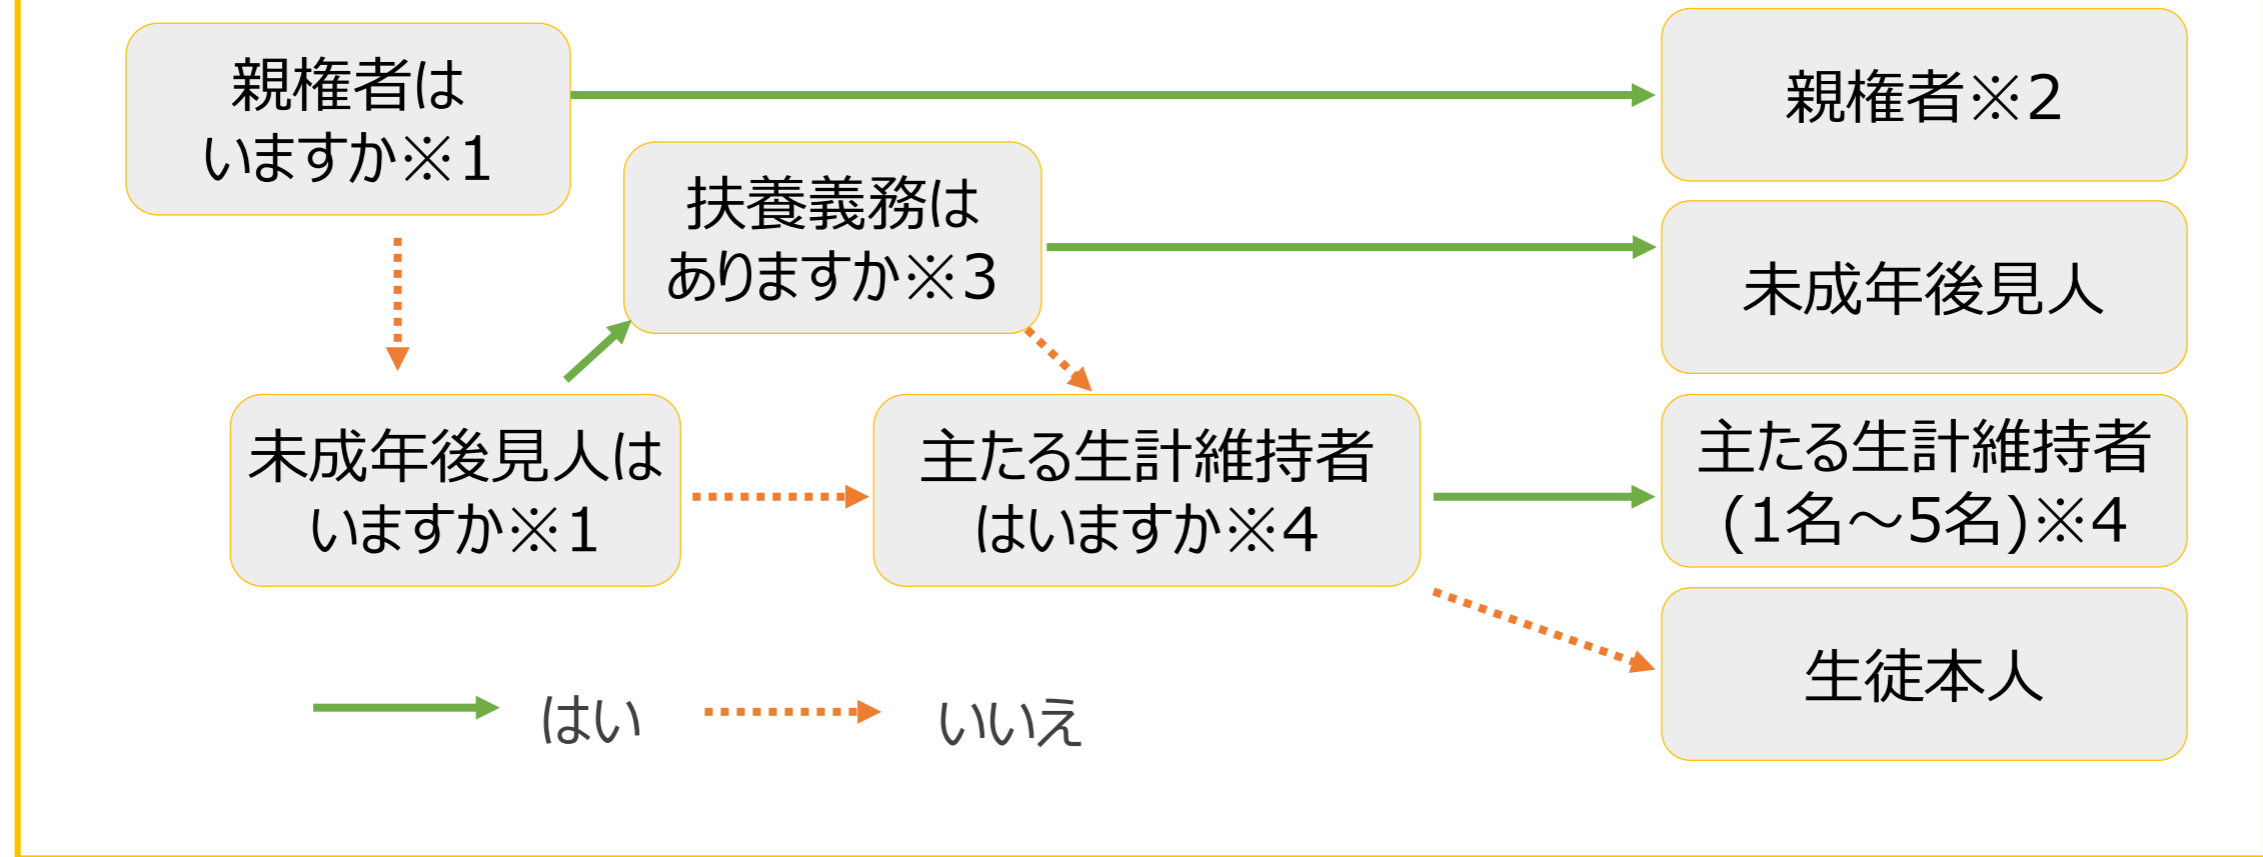 親権者は
いますか※1
親権者※2
扶養義務は
ありますか※3
未成年後見人
未成年後見人は
いますか※1
主たる生計維持者
はいますか※4
主たる生計維持者
(1名～5名)※4
生徒本人
はい
いいえ